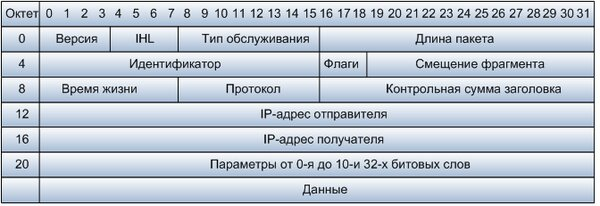 Октет 0 1 2 3 4 5 6 7 8 9 10 11 12 13 14 15 16 17 18 19 20 21 22 23 24 25 26 27 28 29 30 31
0 Версия IHL Тип обслуживания Длина пакета
4 Идентификатор Флаги Смещение фрагмента
8 Время жизни Протокол Контрольная сумма заголовка
12 IP-адрес отправителя
16 IP-адрес получателя
20 Параметры от 0-я до 10-и 32-х битовых слов
Данные